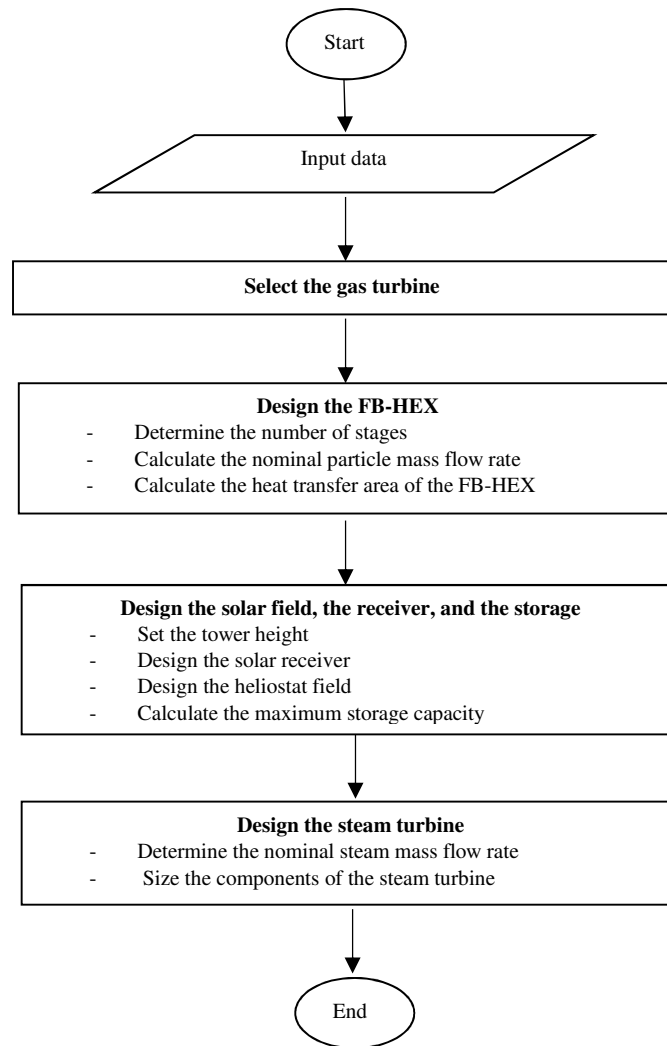 Start
Input data
Select the gas turbine
Design the FB-HEX
- Determine the number of stages
- Calculate the nominal particle mass flow rate
- Calculate the heat transfer area of the FB-HEX
Design the solar field, the receiver, and the storage
- Set the tower height
- Design the solar receiver
- Design the heliostat field
- Calculate the maximum storage capacity
Design the steam turbine
- Determine the nominal steam mass flow rate
- Size the components of the steam turbine
End